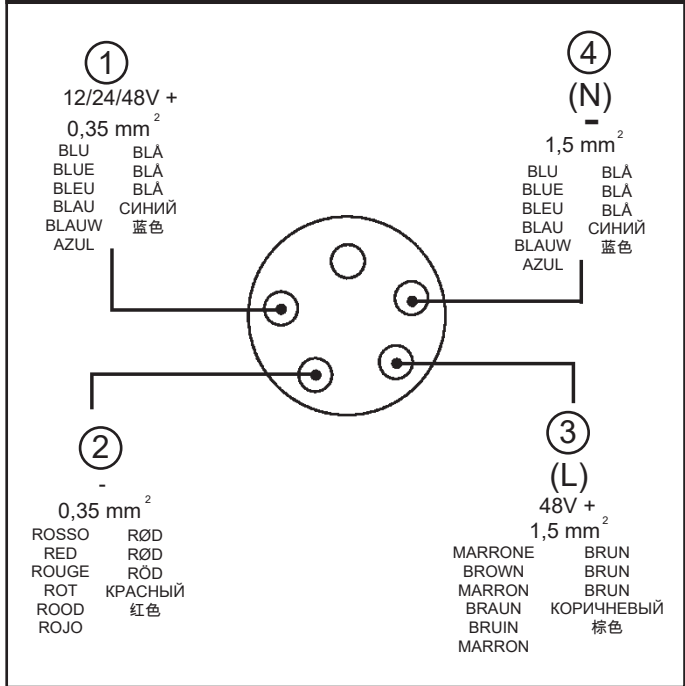 1
12/24/48V +
0,35 mm²
BLU BLÅ
BLUE BLÅ
BLEU BLÅ
BLAU СИНИЙ
BLAUW 蓝色
AZUL
4
(N)
-
1,5 mm²
BLU BLÅ
BLUE BLÅ
BLEU BLÅ
BLAU СИНИЙ
BLAUW 蓝色
AZUL
2
-
0,35 mm²
ROSSO RØD
RED RØD
ROUGE RÖD
ROT КРАСНЫЙ
ROOD 红色
ROJO
3
(L)
48V +
1,5 mm²
MARRONE BRUN
BROWN BRUN
MARRON BRUN
BRAUN КОРИЧНЕВЫЙ
BRUIN 棕色
MARRON